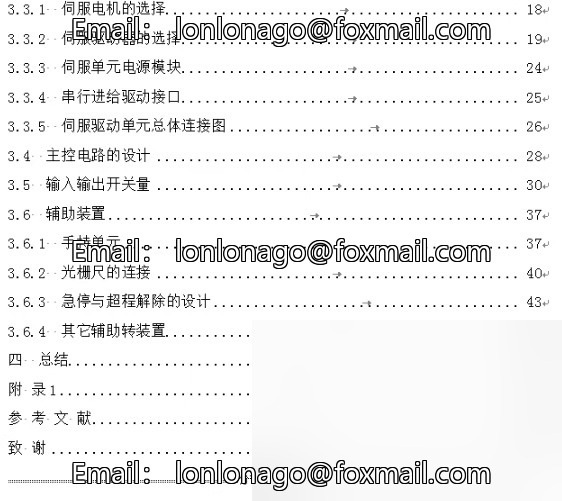 3.3.1 伺服电机的选择........................ 18
Email： lonlonago@foxmail.com
3.3.2 伺服驱动器的选择........................ 19
3.3.3 伺服单元电源模块........................ 24
3.3.4 串行进给驱动接口........................ 25
3.3.5 伺服驱动单元总体连接图........................ 26
3.4 主控电路的设计........................ 28
3.5 输入输出开关量........................ 30
3.6 辅助装置........................ 37
3.6.1 手持单元........................ 37
Email： lonlonago@foxmail.com
3.6.2 光栅尺的连接........................ 40
3.6.3 急停与超程解除的设计........................ 43
3.6.4 其它辅助转装置...........
四 总结........................
附 录1........................
参 考 文 献.....................
致 谢........................
Email： lonlonago@foxmail.com